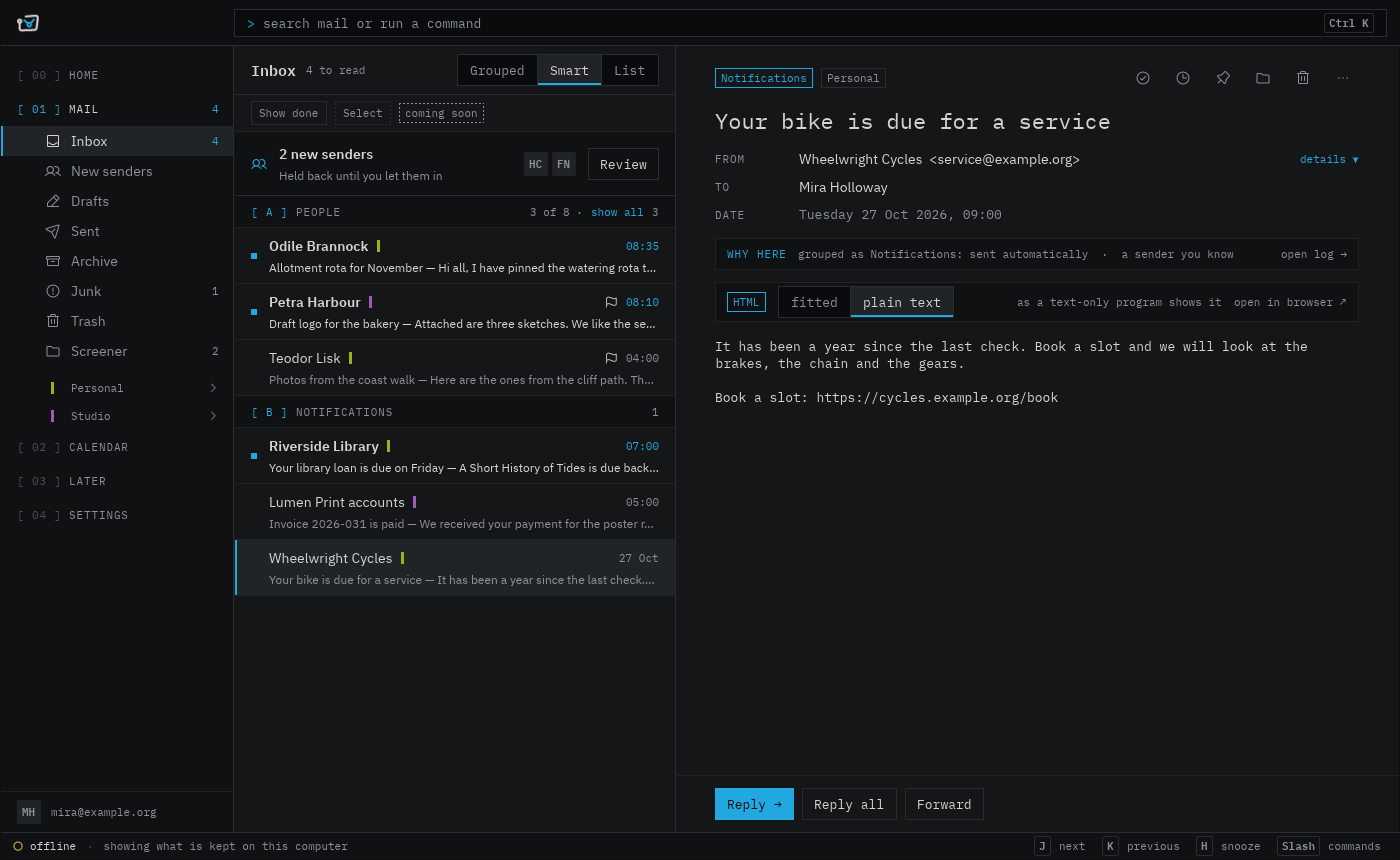 > search mail or run a command Ctrl K
[ 00 ] HOME
[ 01 ] MAIL 4
Inbox 4
New senders
Drafts
Sent
Archive
Junk 1
Trash
Screener 2
Personal
Studio
[ 02 ] CALENDAR
[ 03 ] LATER
[ 04 ] SETTINGS
MH mira@example.org
Inbox 4 to read Grouped Smart List
Show done Select coming soon
2 new senders
Held back until you let them in
HC FN Review
[ A ] PEOPLE 3 of 8 · show all 3
Odile Brannock 08:35
Allotment rota for November — Hi all, I have pinned the watering rota t…
Petra Harbour 08:10
Draft logo for the bakery — Attached are three sketches. We like the se…
Teodor Lisk 04:00
Photos from the coast walk — Here are the ones from the cliff path. Th…
[ B ] NOTIFICATIONS 1
Riverside Library 07:00
Your library loan is due on Friday — A Short History of Tides is due back…
Lumen Print accounts 05:00
Invoice 2026-031 is paid — We received your payment for the poster r…
Wheelwright Cycles 27 Oct
Your bike is due for a service — It has been a year since the last check.…
Notifications Personal
Your bike is due for a service
FROM Wheelwright Cycles <service@example.org> details ▾
TO Mira Holloway
DATE Tuesday 27 Oct 2026, 09:00
WHY HERE grouped as Notifications: sent automatically · a sender you know open log →
HTML fitted plain text as a text-only program shows it open in browser ↗
It has been a year since the last check. Book a slot and we will look at the
brakes, the chain and the gears.
Book a slot: https://cycles.example.org/book
Reply → Reply all Forward
offline · showing what is kept on this computer
J next K previous H snooze Slash commands